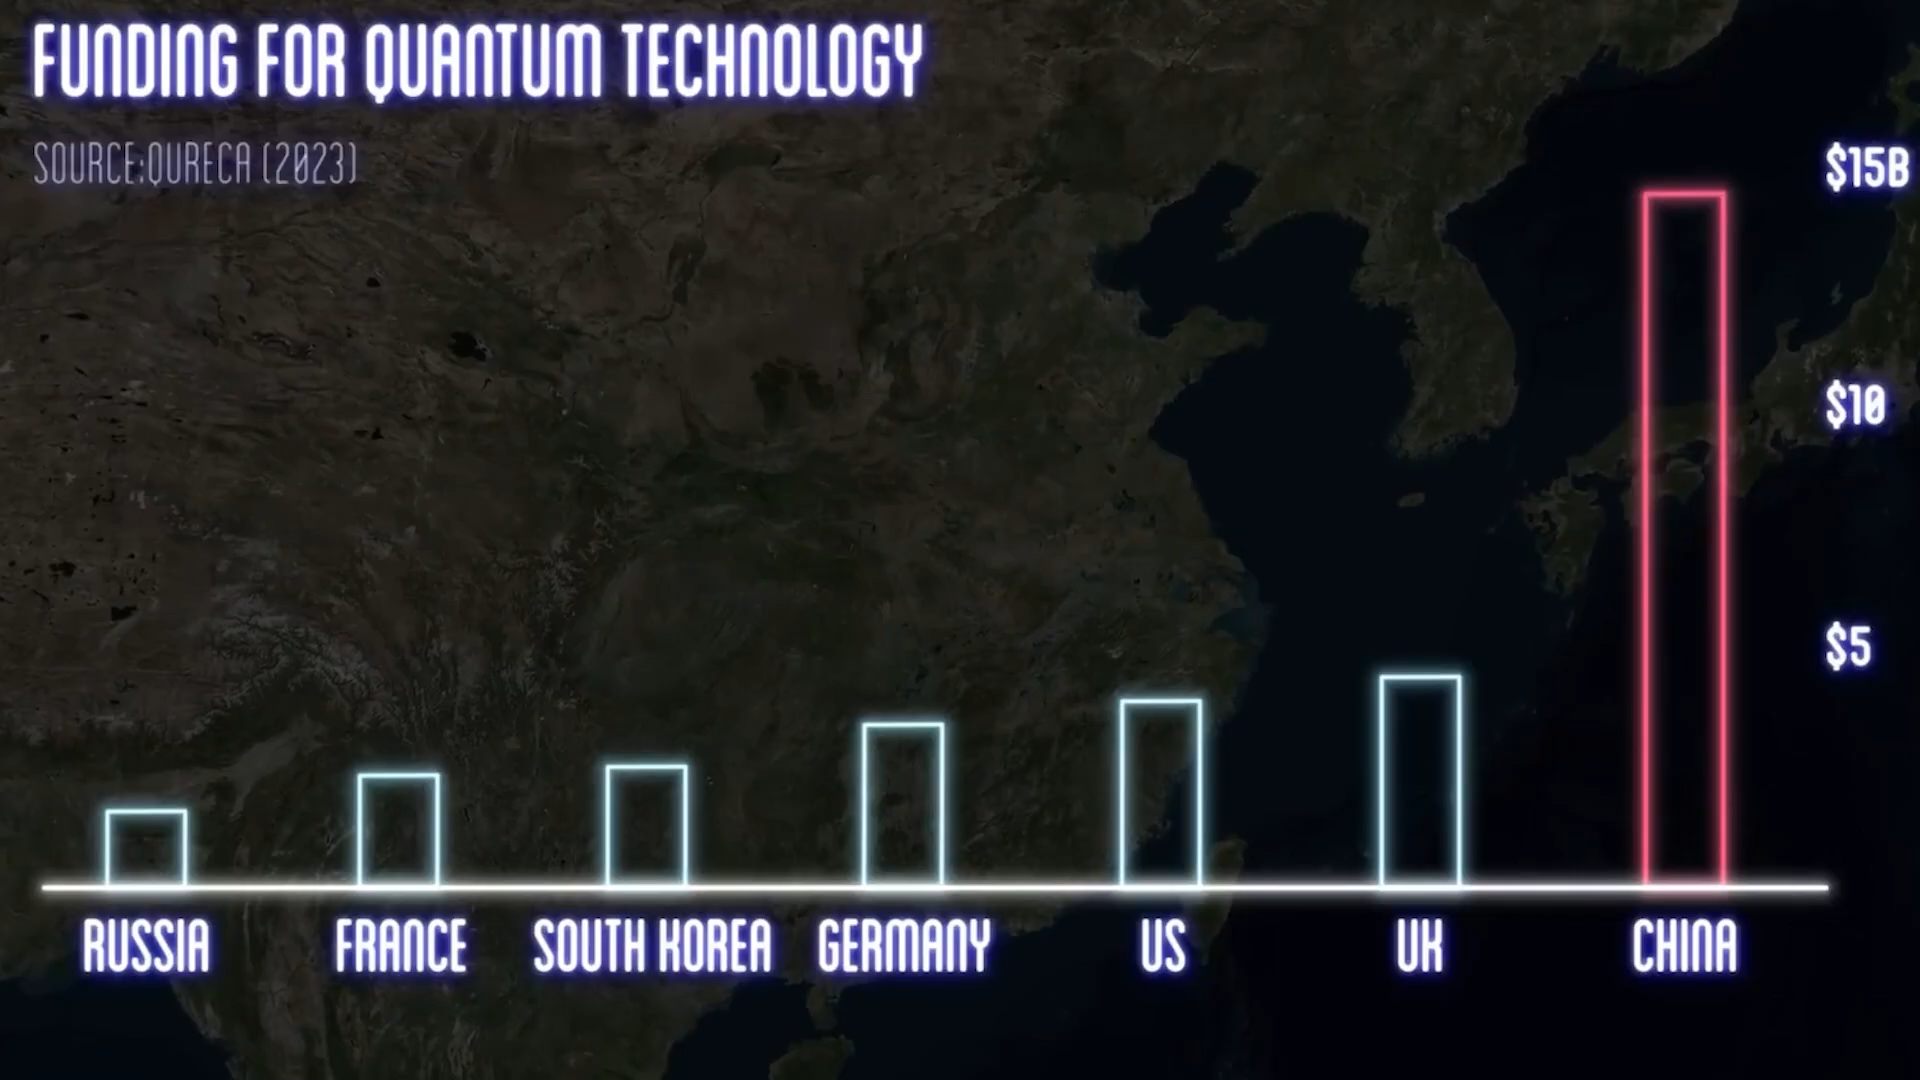 FUNDING FOR QUANTUM TECHNOLOGY
SOURCE:QURECA (2023)
$15B
$10
$5
RUSSIA FRANCE SOUTH KOREA GERMANY US UK CHINA